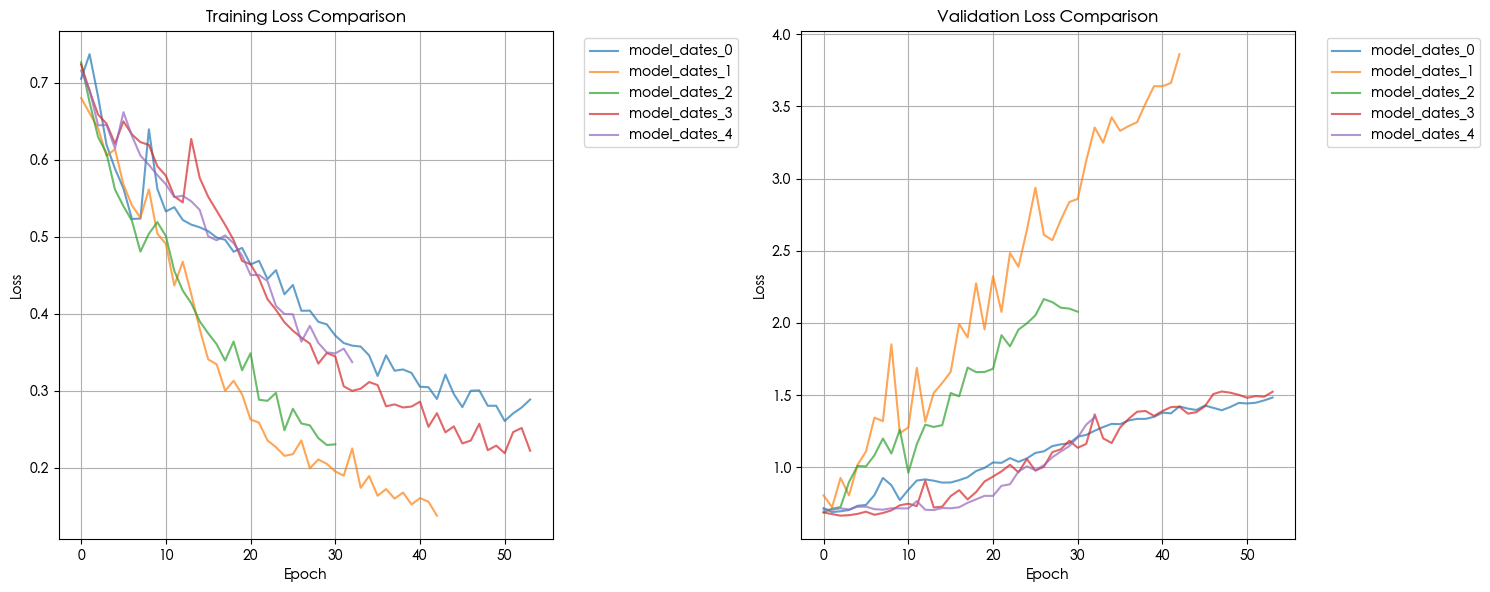 Training Loss Comparison
Loss
0.7
0.6
0.5
0.4
0.3
0.2
0
10
20
30
40
50
Epoch
model_dates_0
model_dates_1
model_dates_2
model_dates_3
model_dates_4
Validation Loss Comparison
Loss
4.0
3.5
3.0
2.5
2.0
1.5
1.0
0
10
20
30
40
50
Epoch
model_dates_0
model_dates_1
model_dates_2
model_dates_3
model_dates_4